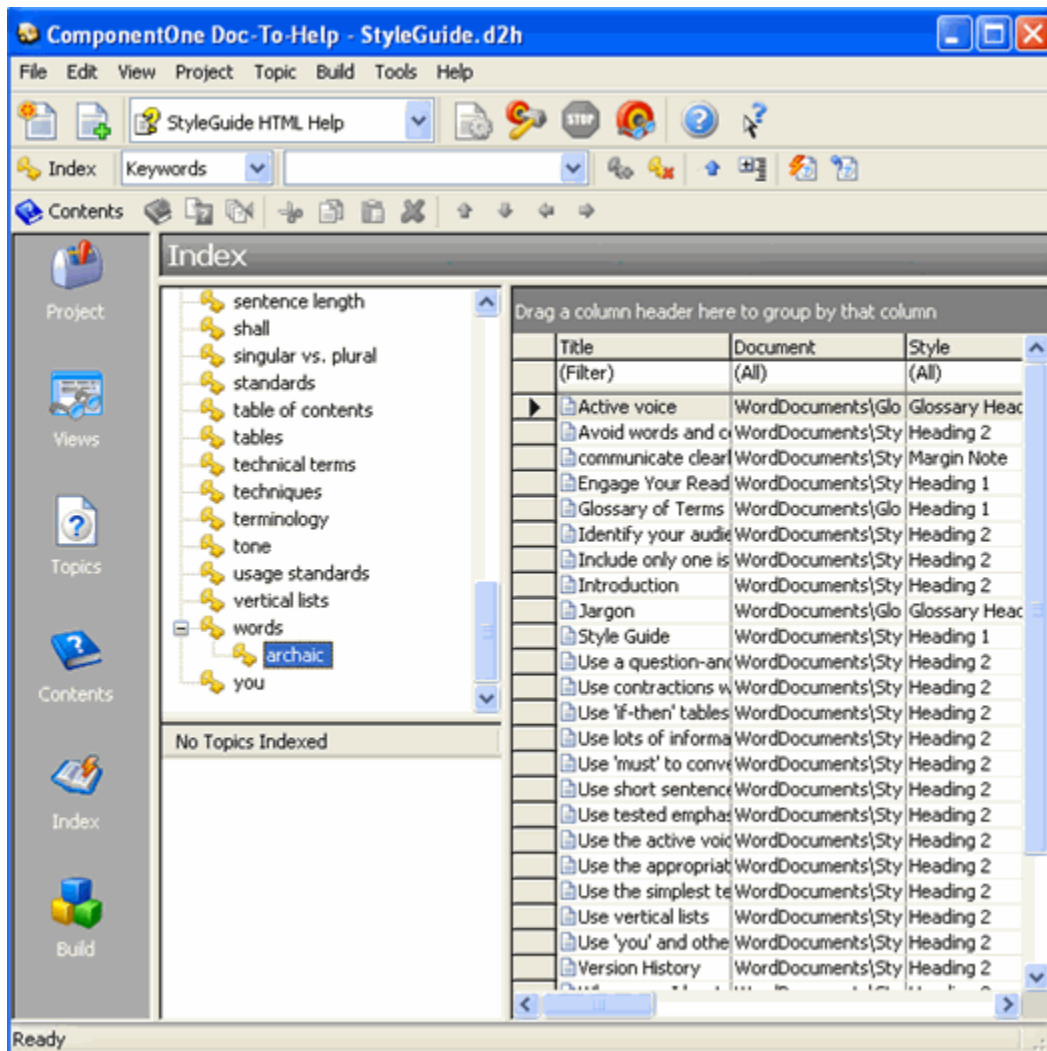 ComponentOne Doc-To-Help - StyleGuide.d2h
File Edit View Project Topic Build Tools Help
StyleGuide HTML Help STOP
Index Keywords
Contents
Index
Project
Views
Topics
Contents
Index
Build
sentence length
shall
singular vs. plural
standards
table of contents
tables
technical terms
techniques
terminology
tone
usage standards
vertical lists
words
archaic
you
No Topics Indexed
Drag a column header here to group by that column
Title Document Style
(Filter) (All) (All)
Active voice WordDocuments\Glo Glossary Head
Avoid words and co WordDocuments\Sty Heading 2
communicate clearl WordDocuments\Sty Margin Note
Engage Your Read WordDocuments\Sty Heading 1
Glossary of Terms WordDocuments\Glo Heading 1
Identify your audie WordDocuments\Sty Heading 2
Include only one is WordDocuments\Sty Heading 2
Introduction WordDocuments\Sty Heading 2
Jargon WordDocuments\Glo Glossary Head
Style Guide WordDocuments\Sty Heading 1
Use a question-and WordDocuments\Sty Heading 2
Use contractions w WordDocuments\Sty Heading 2
Use 'if-then' tables WordDocuments\Sty Heading 2
Use lots of informa WordDocuments\Sty Heading 2
Use 'must' to conve WordDocuments\Sty Heading 2
Use short sentence WordDocuments\Sty Heading 2
Use tested emphas WordDocuments\Sty Heading 2
Use the active voic WordDocuments\Sty Heading 2
Use the appropriat WordDocuments\Sty Heading 2
Use the simplest te WordDocuments\Sty Heading 2
Use vertical lists WordDocuments\Sty Heading 2
Use 'you' and othe WordDocuments\Sty Heading 2
Version History WordDocuments\Sty Heading 2
Ready